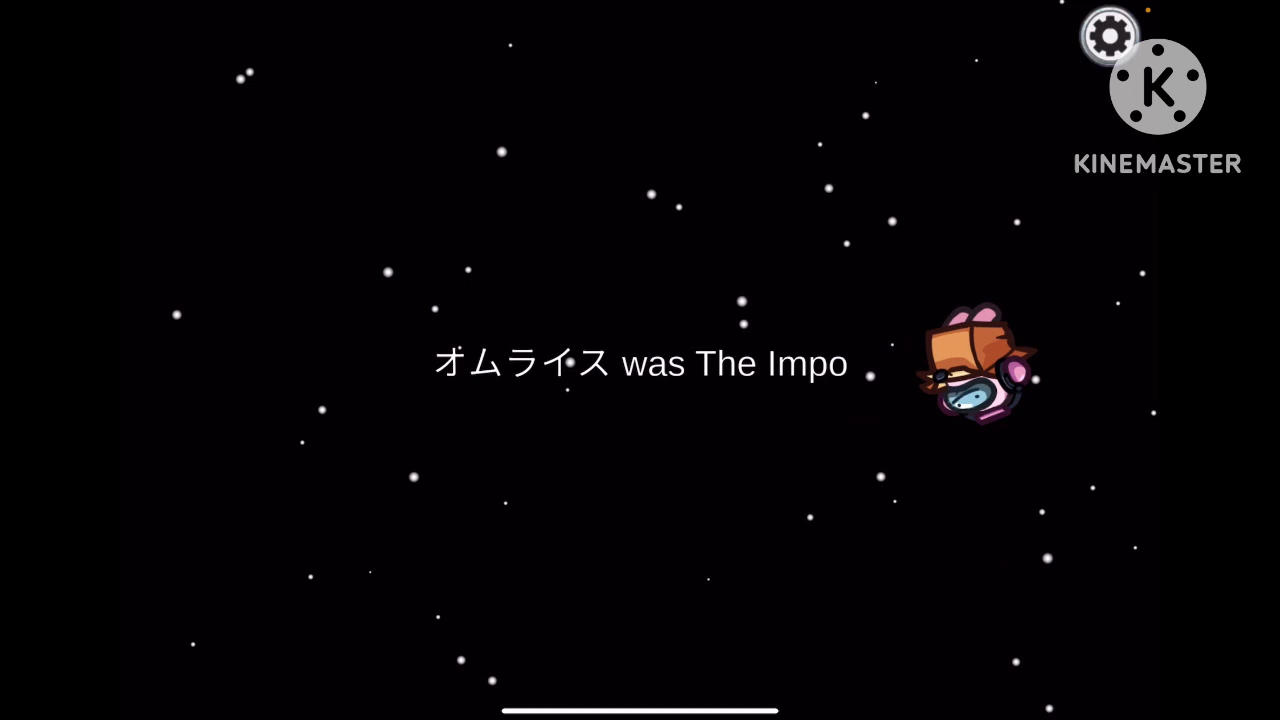 オムライス was The Impo
K
KINEMASTER